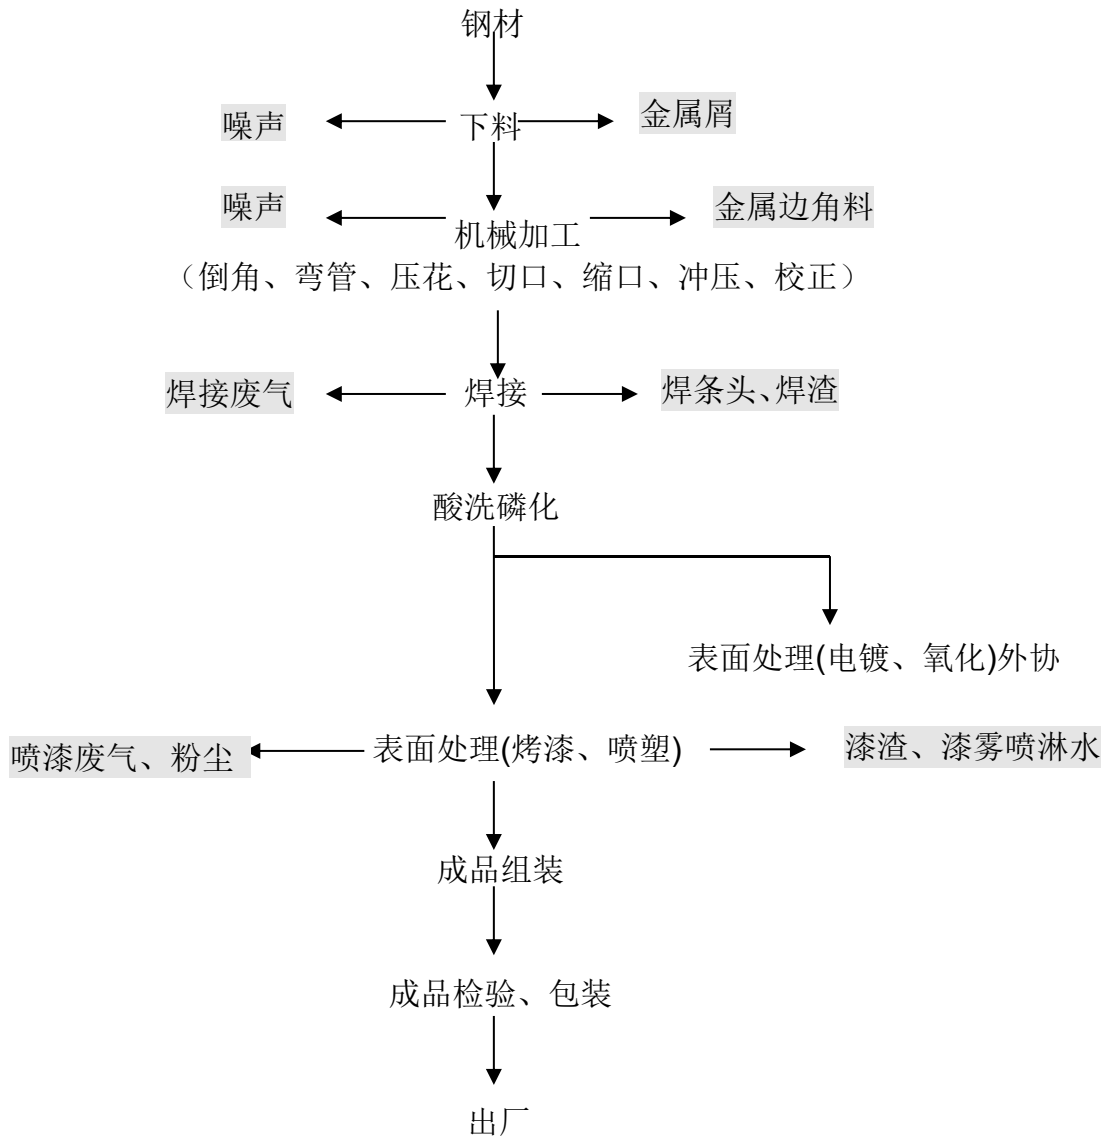 钢材
噪声
下料
金属屑
噪声
金属边角料
机械加工
（倒角、弯管、压花、切口、缩口、冲压、校正）
焊接废气
焊接
焊条头、焊渣
酸洗磷化
表面处理(电镀、氧化)外协
喷漆废气、粉尘
表面处理(烤漆、喷塑)
漆渣、漆雾喷淋水
成品组装
成品检验、包装
出厂